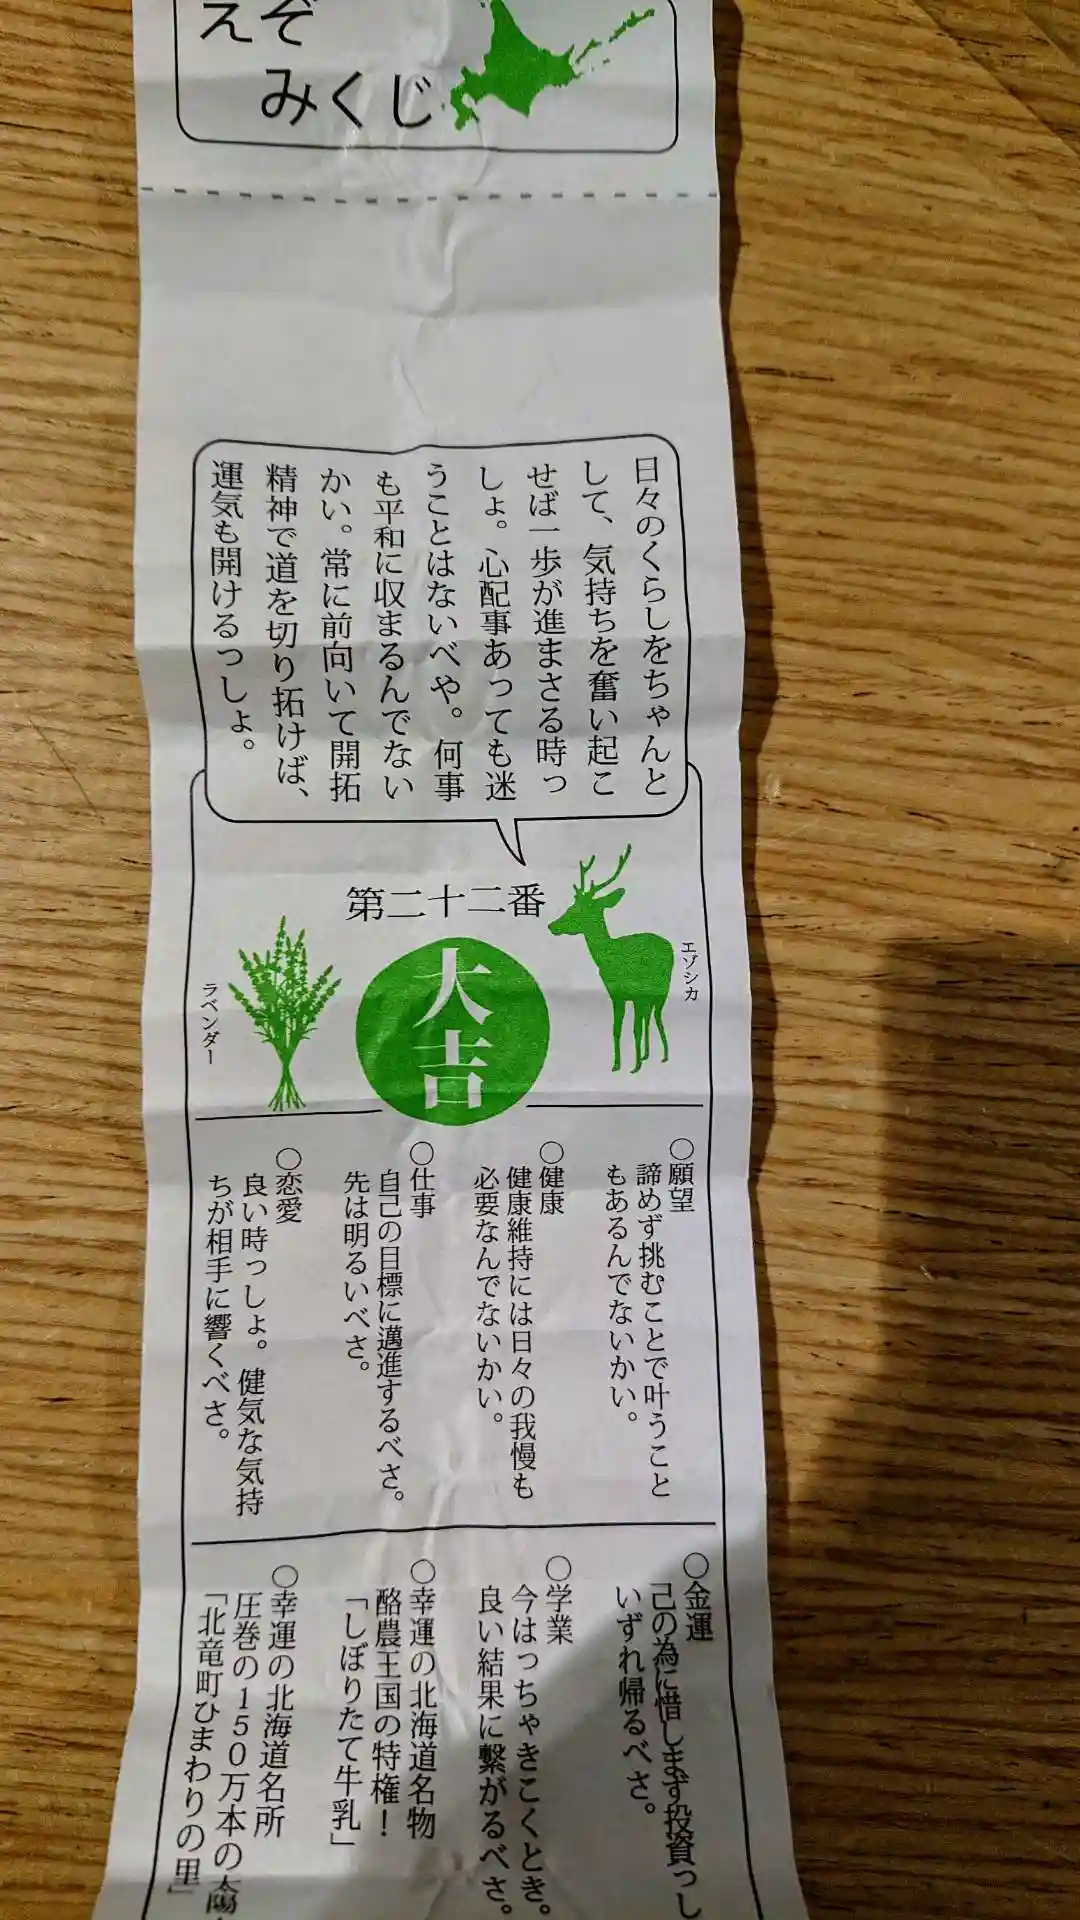 えぞ
みくじ
日々のくらしをちゃんと
して、気持ちを奮い起こ
せば一歩が進まさる時っ
しょ。心配事あっても迷
うことはないべや。何事
も平和に収まるんでない
かい。常に前向いて開拓
精神で道を切り拓けば、
運気も開けるっしょ。
第二十二番
エゾシカ
大吉
ラベンダー
○願望
諦めず挑むことで叶うこと
もあるんでないかい。
○健康
健康維持には日々の我慢も
必要なんでないかい。
○仕事
自己の目標に邁進するべさ。
先は明るいべさ。
○恋愛
良い時っしょ。健気な気持
ちが相手に響くべさ。
○金運
己の為に惜しまず投資っし
いずれ帰るべさ。
○学業
今はっちゃきこくとき。
良い結果に繋がるべさ。
○幸運の北海道名物
酪農王国の特権！
「しぼりたて牛乳」
○幸運の北海道名所
圧巻の150万本の太陽
「北竜町ひまわりの里」